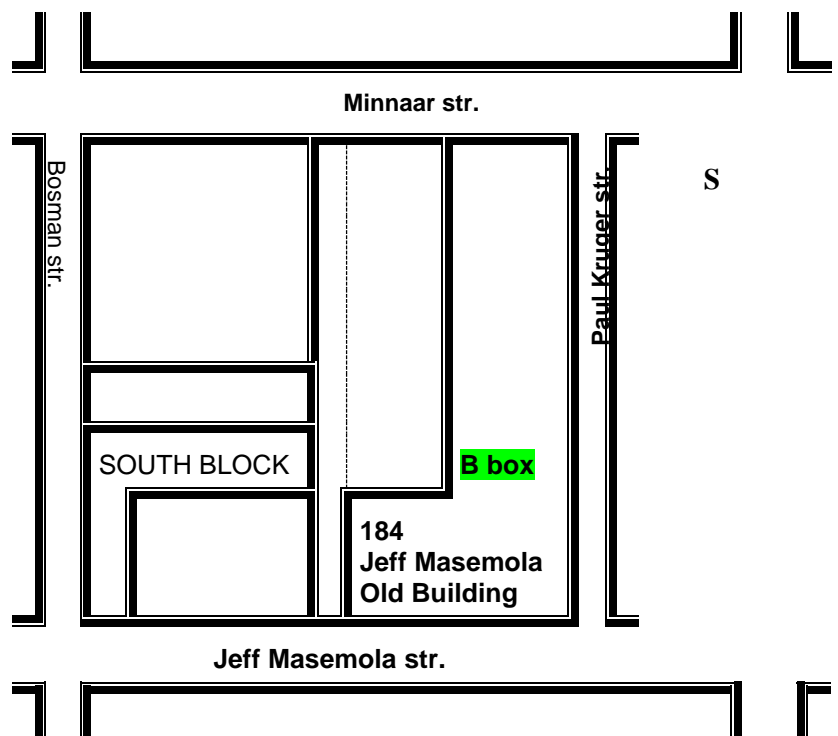 Minnaar str.
Bosman str.
Paul Kruger str.
S
SOUTH BLOCK
B box
184
Jeff Masemola
Old Building
Jeff Masemola str.